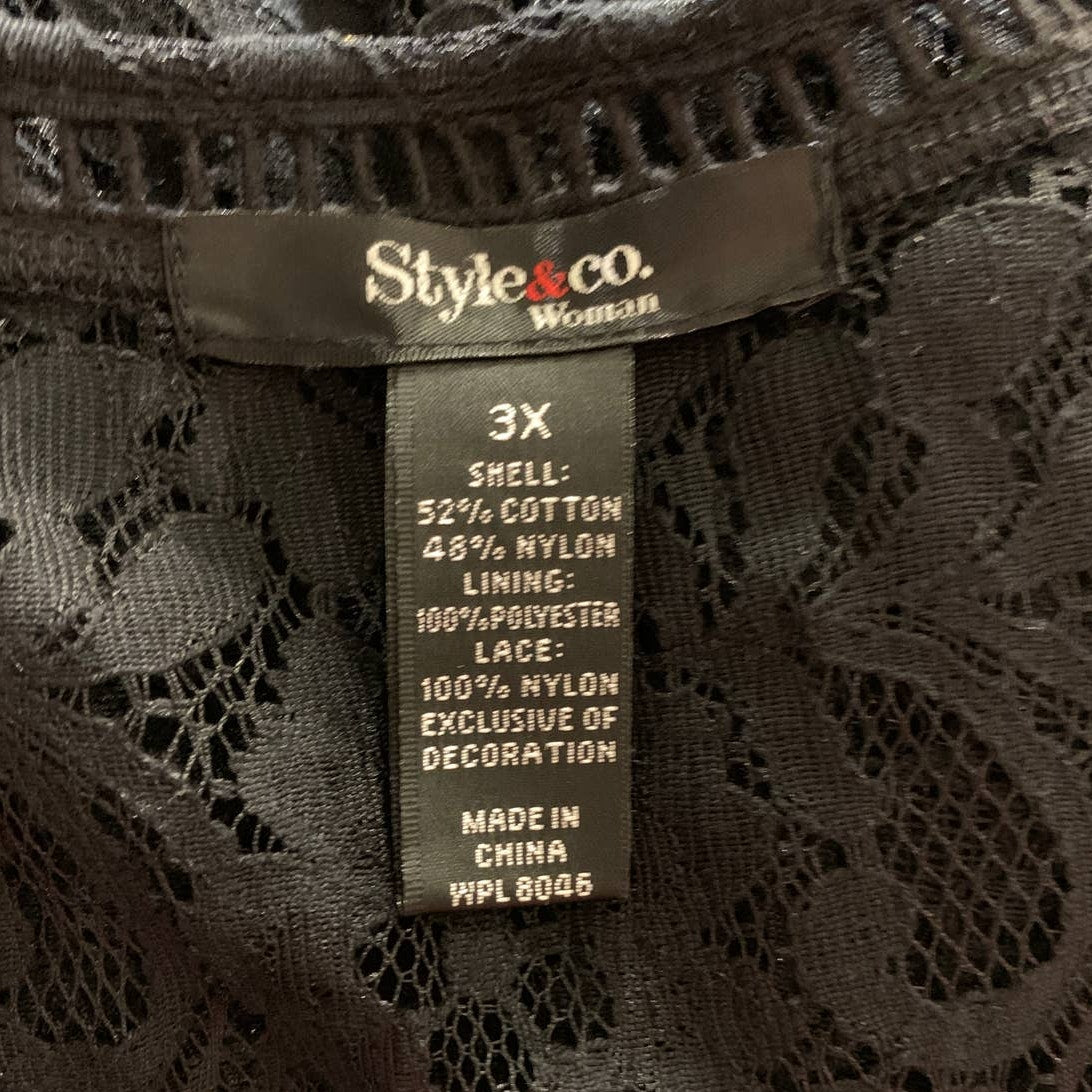 Style&co.
Woman
3X
SHELL:
52% COTTON
48% NYLON
LINING:
100%POLYESTER
LACE:
100% NYLON
EXCLUSIVE OF
DECORATION
MADE IN
CHINA
WPL 8046